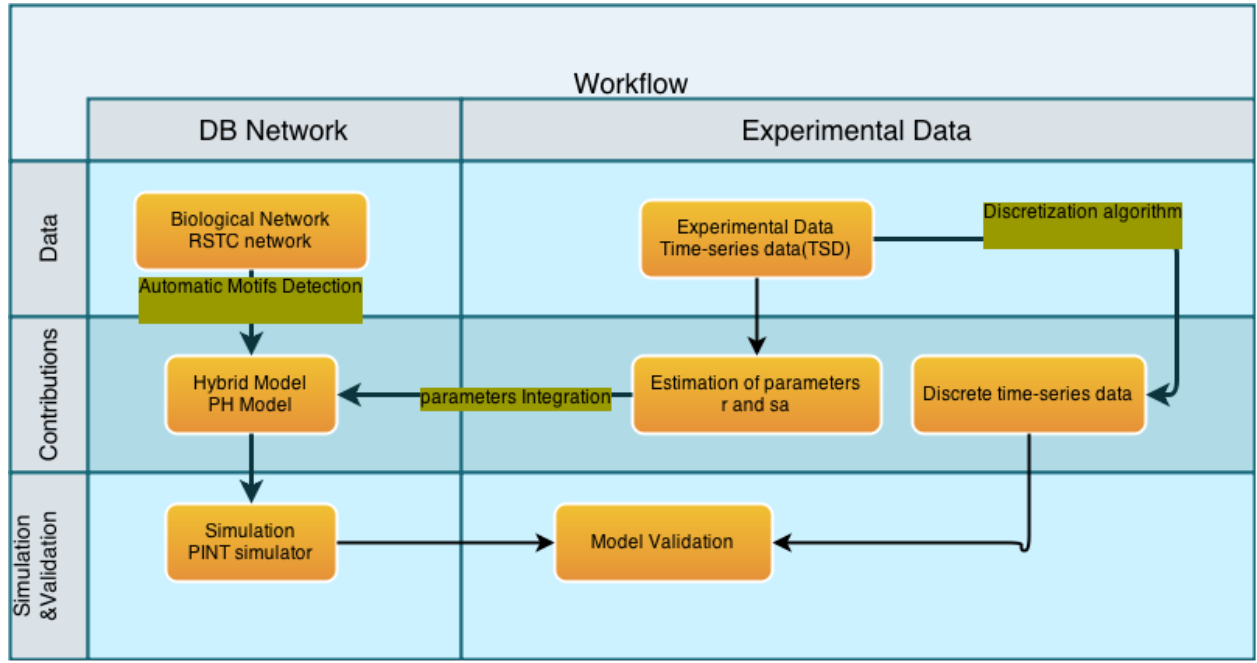 Workflow
DB Network
Experimental Data
Data
Biological Network
RSTC network
Experimental Data
Time-series data(TSD)
Discretization algorithm
Automatic Motifs Detection
Contributions
Hybrid Model
PH Model
parameters Integration
Estimation of parameters
r and sa
Discrete time-series data
Simulation
&Validation
Simulation
PINT simulator
Model Validation